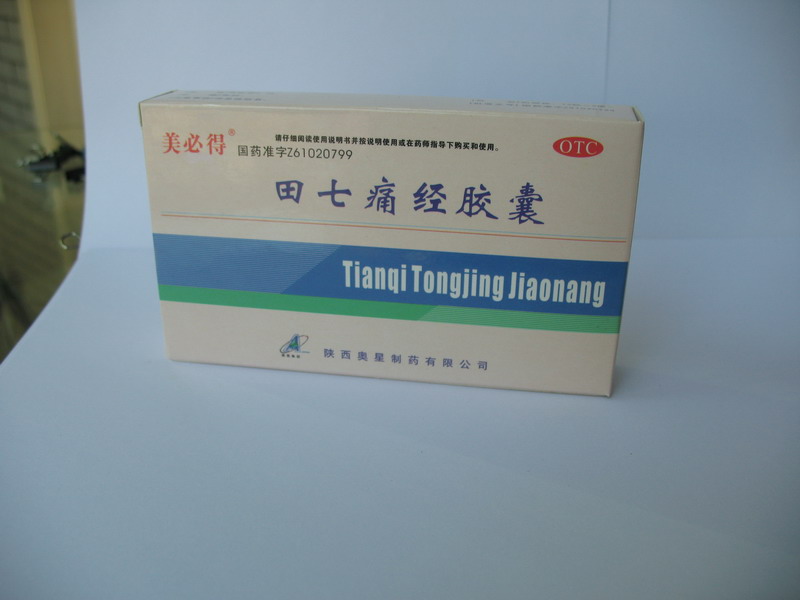 美必得®
请仔细阅读使用说明书并按说明使用或在药师指导下购买和使用。
OTC
国药准字Z61020799
田七痛经胶囊
Tianqi Tongjing Jiaonang
陕西奥星制药有限公司